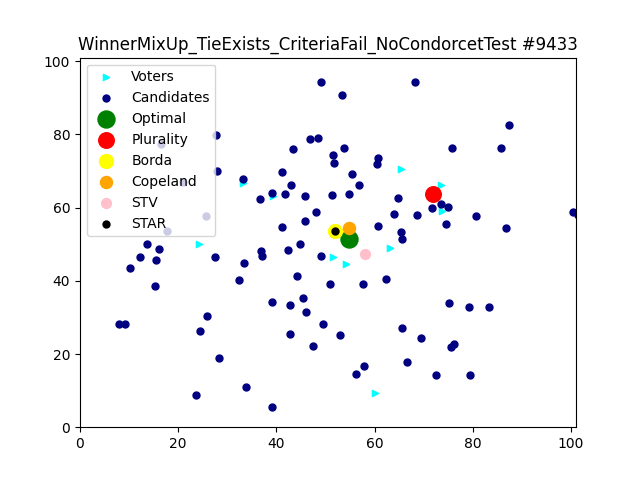 WinnerMixUp_TieExists_CriteriaFail_NoCondorcetTest #9433
100
80
60
40
20
0
Voters
Candidates
Optimal
Plurality
Borda
Copeland
STV
STAR
0 20 40 60 80 100